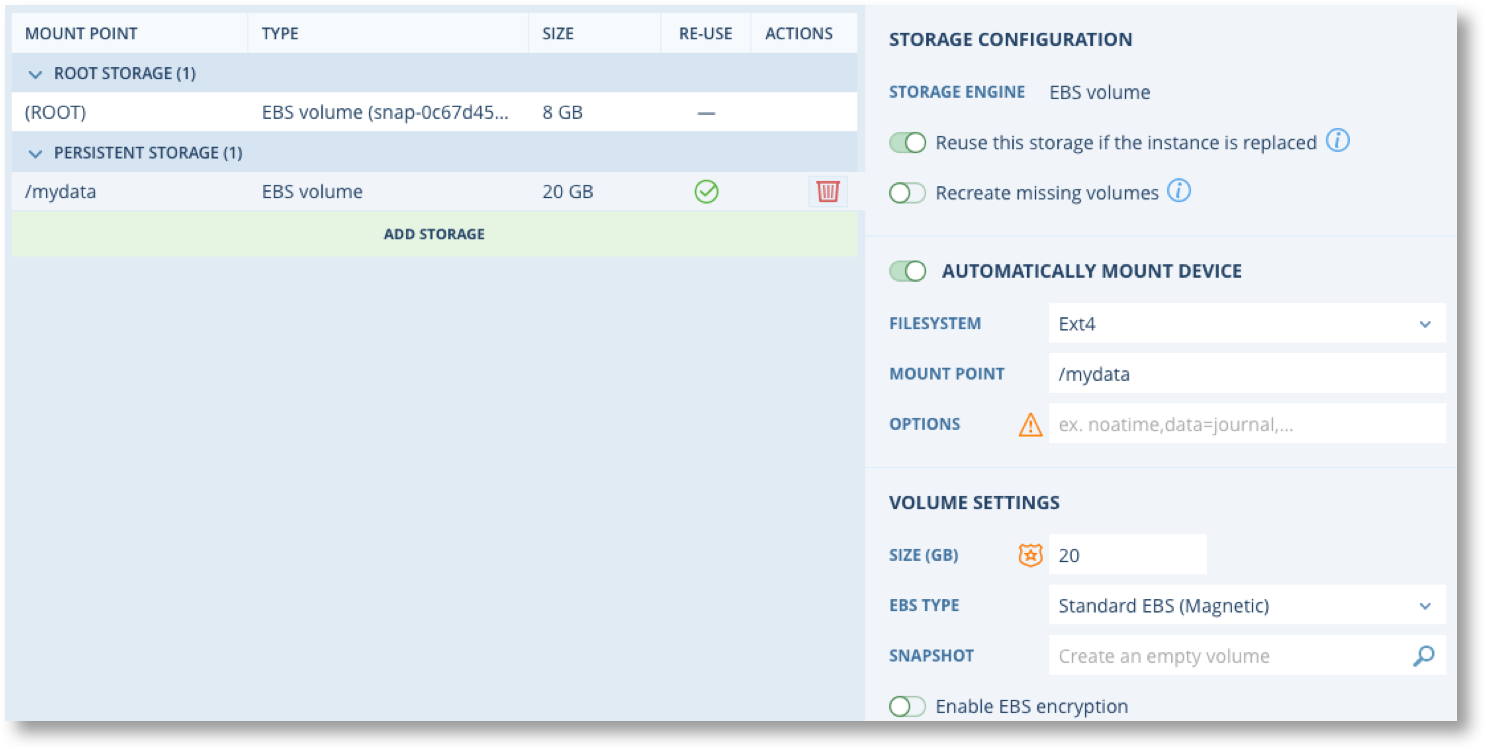 MOUNT POINT TYPE SIZE RE-USE ACTIONS
ROOT STORAGE (1)
(ROOT) EBS volume (snap-0c67d45... 8 GB —
PERSISTENT STORAGE (1)
/mydata EBS volume 20 GB
ADD STORAGE
STORAGE CONFIGURATION
STORAGE ENGINE EBS volume
Reuse this storage if the instance is replaced
Recreate missing volumes
AUTOMATICALLY MOUNT DEVICE
FILESYSTEM Ext4
MOUNT POINT /mydata
OPTIONS ex. noatime,data=journal,...
VOLUME SETTINGS
SIZE (GB) 20
EBS TYPE Standard EBS (Magnetic)
SNAPSHOT Create an empty volume
Enable EBS encryption